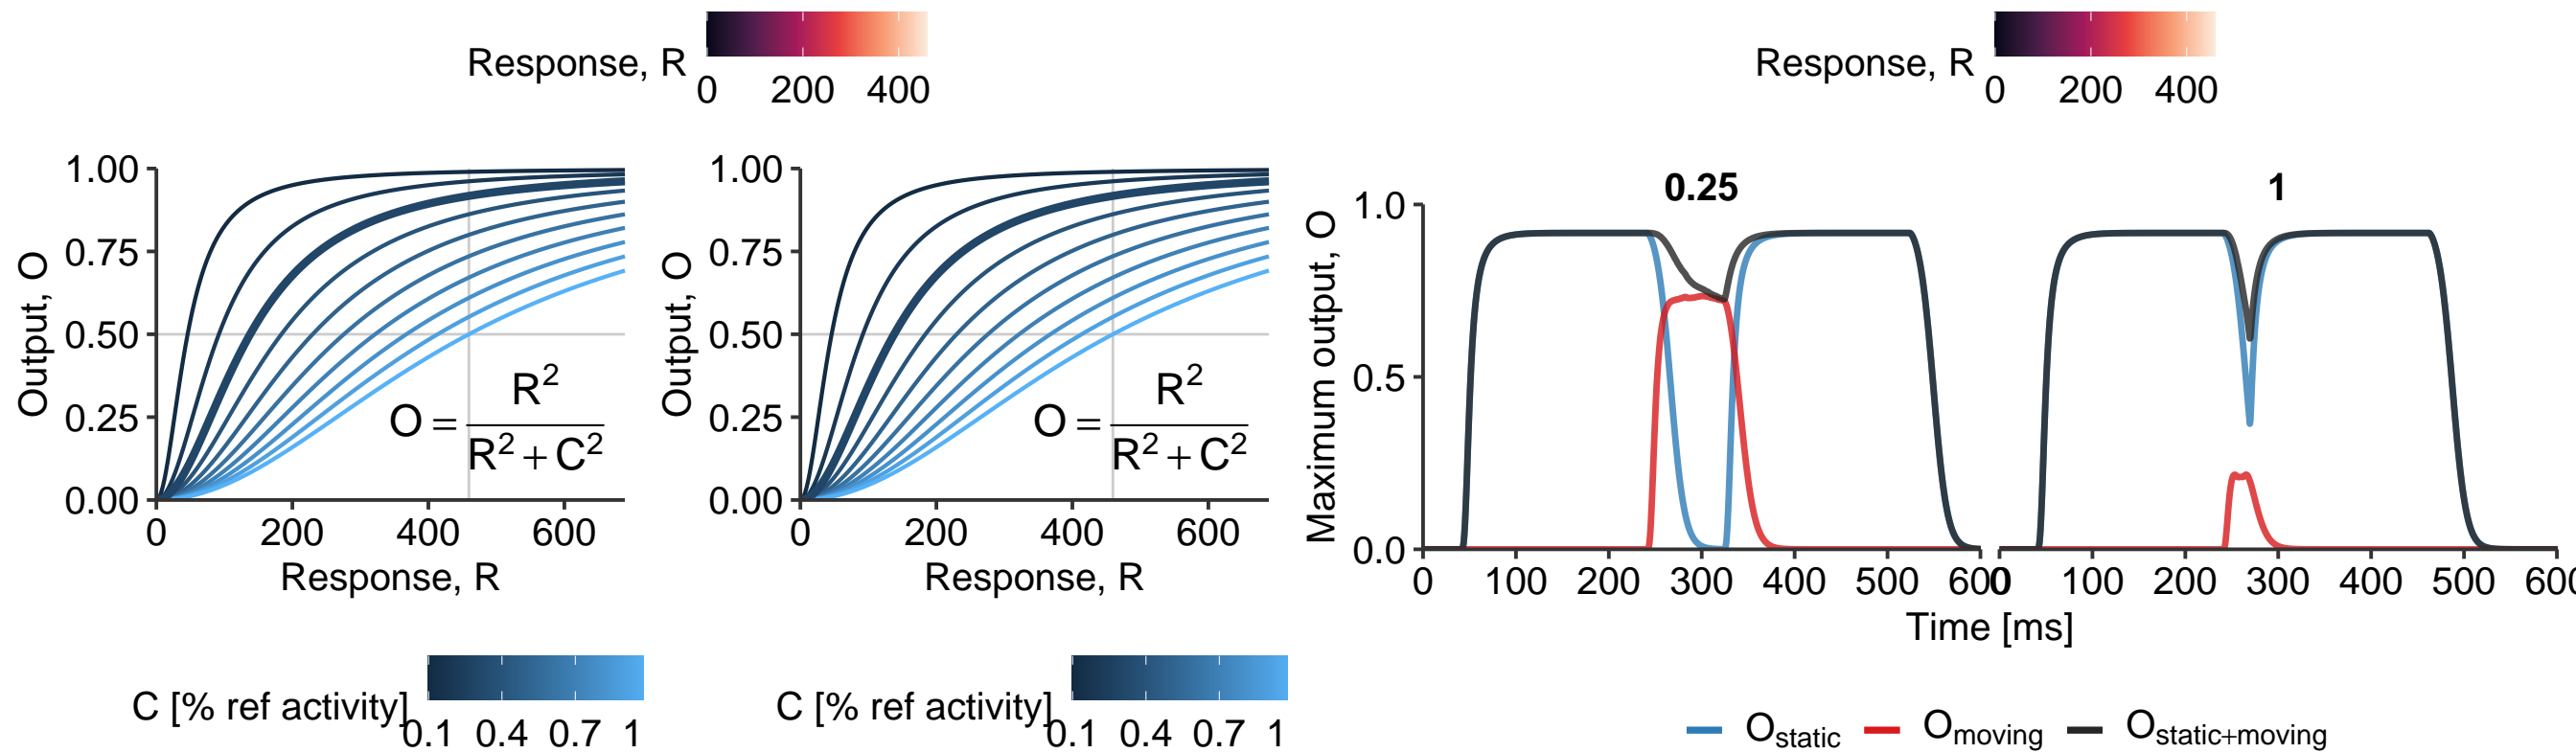 Response, R
0 200 400
Response, R
0 200 400
1.00
0.75
0.50
0.25
0.00
Output, O
O = R² / (R² + C²)
0 200 400 600
Response, R
C [% ref activity]
0.1 0.4 0.7 1
1.00
0.75
0.50
0.25
0.00
Output, O
O = R² / (R² + C²)
0 200 400 600
Response, R
C [% ref activity]
0.1 0.4 0.7 1
0.25
1
1.0
0.5
0.0
Maximum output, O
0 100 200 300 400 500 600
0 100 200 300 400 500 600
Time [ms]
Ostatic Omoving Ostatic+moving